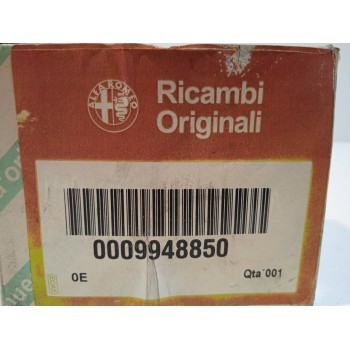 ALFA ROMEO
Ricambi
Originali
0009948850
0E
Qta 001